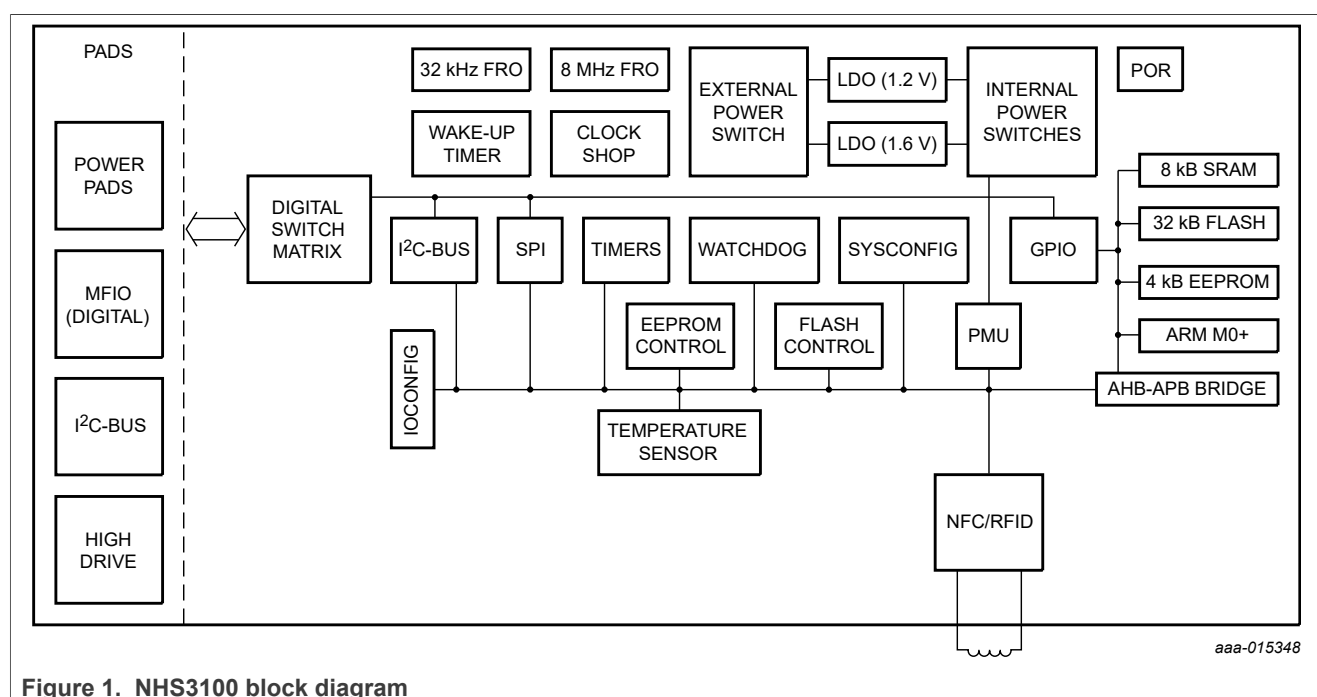 PADS
POWER
PADS
MFIO
(DIGITAL)
I2C-BUS
HIGH
DRIVE
32 kHz FRO
8 MHz FRO
WAKE-UP
TIMER
CLOCK
SHOP
EXTERNAL
POWER
SWITCH
LDO (1.2 V)
LDO (1.6 V)
INTERNAL
POWER
SWITCHES
POR
DIGITAL
SWITCH
MATRIX
I2C-BUS
SPI
TIMERS
WATCHDOG
SYSCONFIG
GPIO
8 kB SRAM
32 kB FLASH
4 kB EEPROM
ARM M0+
AHB-APB BRIDGE
IOCONFIG
EEPROM
CONTROL
FLASH
CONTROL
PMU
TEMPERATURE
SENSOR
NFC/RFID
aaa-015348
Figure 1. NHS3100 block diagram